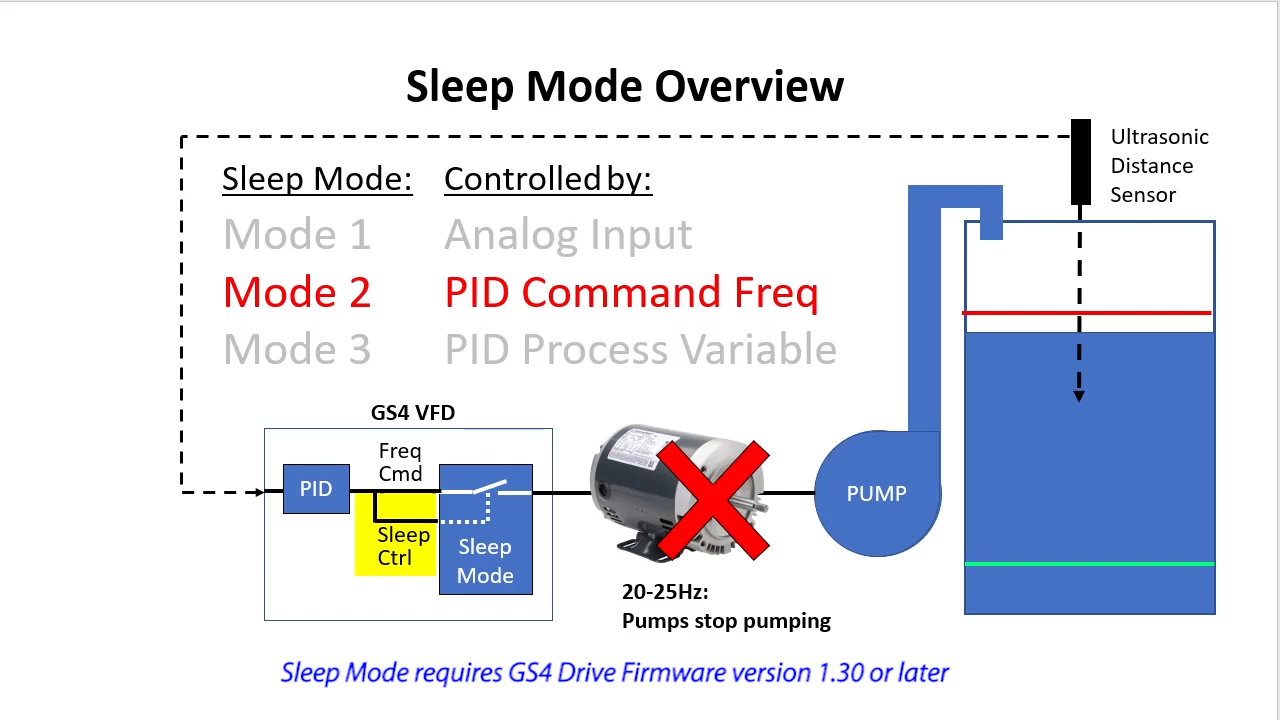 Sleep Mode Overview
Ultrasonic
Distance
Sensor
Sleep Mode: Controlled by:
Mode 1 Analog Input
Mode 2 PID Command Freq
Mode 3 PID Process Variable
GS4 VFD
Freq
Cmd
PID
PUMP
Sleep
Ctrl
Sleep
Mode
20-25Hz:
Pumps stop pumping
Sleep Mode requires GS4 Drive Firmware version 1.30 or later